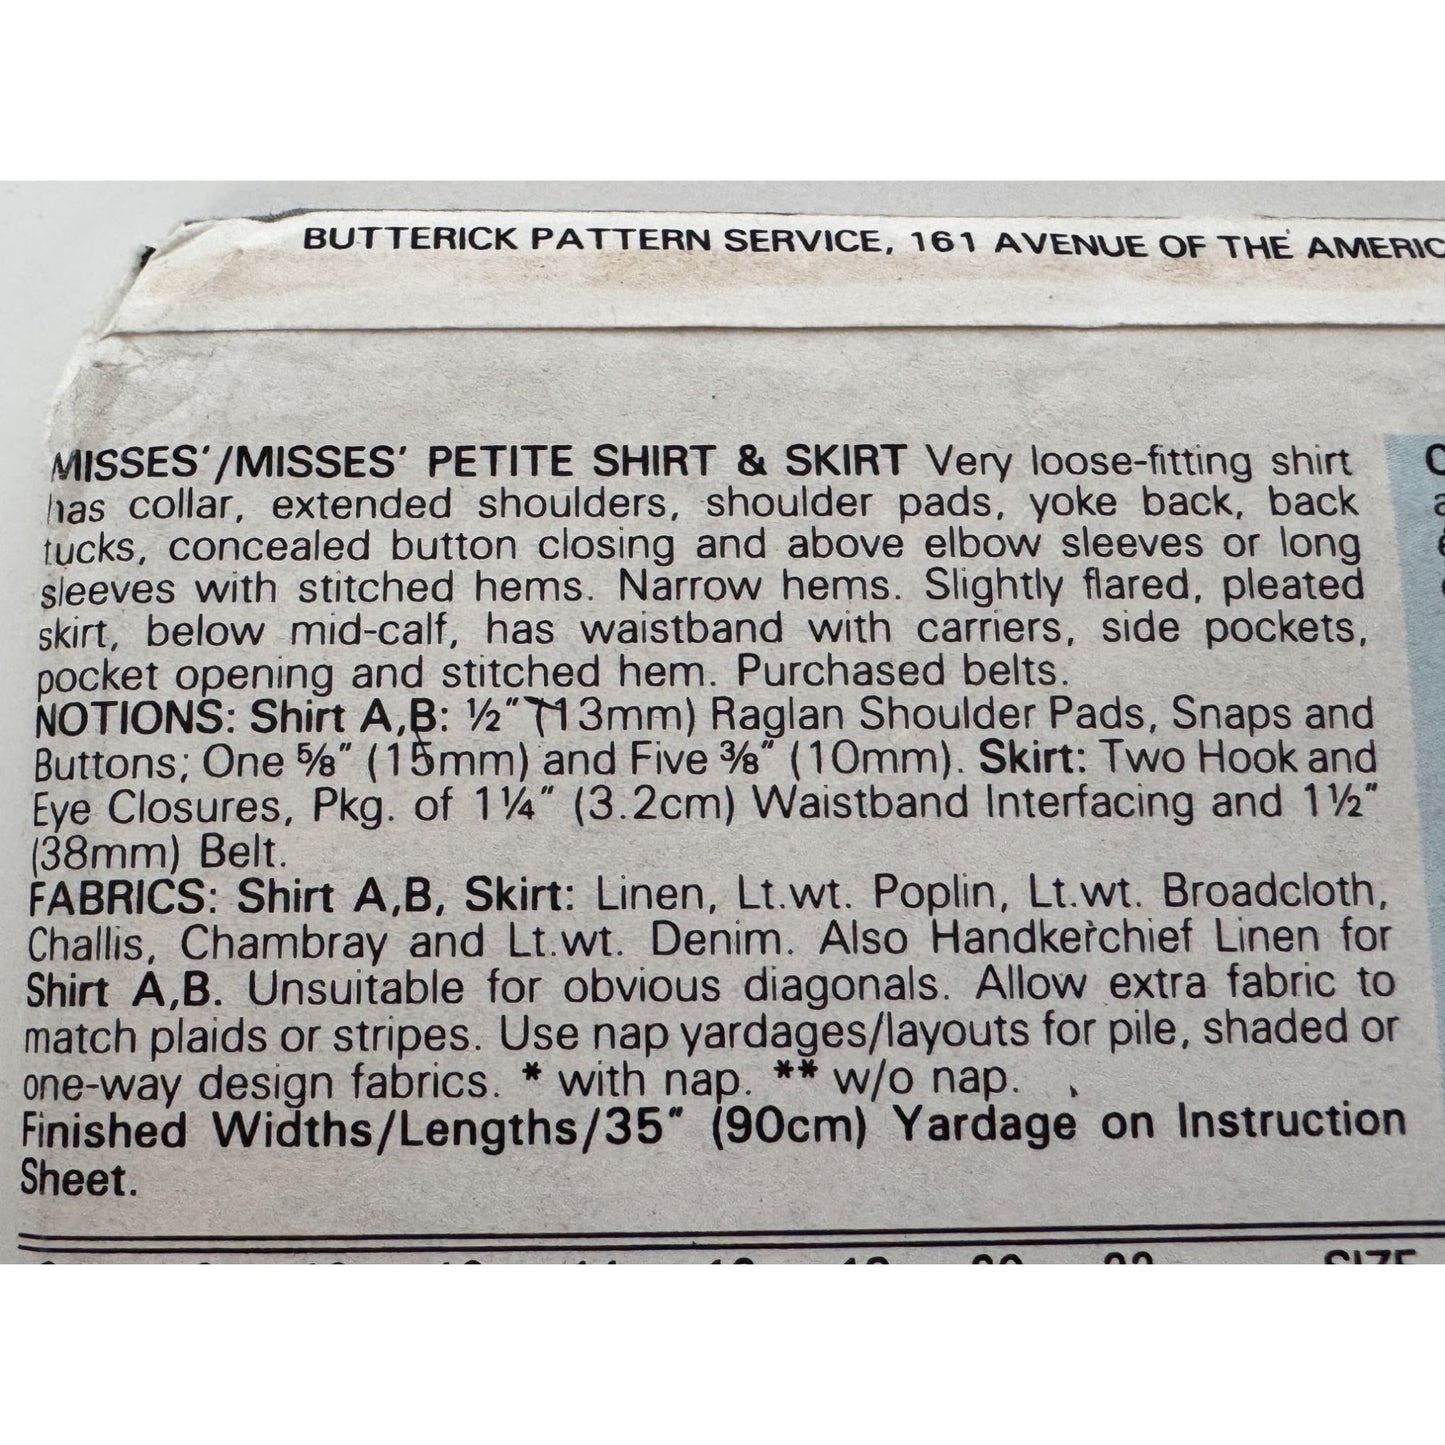 BUTTERICK PATTERN SERVICE, 161 AVENUE OF THE
MISSES'/MISSES' PETITE SHIRT & SKIRT Very loose-fitting shirt
has collar, extended shoulders, shoulder pads, yoke back, back
tucks, concealed button closing and above elbow sleeves or long
sleeves with stitched hems. Narrow hems. Slightly flared, pleated
skirt, below mid-calf, has waistband with carriers, side pockets,
pocket opening and stitched hem. Purchased belts.
NOTIONS: Shirt A,B: ½" (13mm) Raglan Shoulder Pads, Snaps and
Buttons; One ⅝" (15mm) and Five ⅜" (10mm). Skirt: Two Hook and
Eye Closures, Pkg. of 1¼" (3.2cm) Waistband Interfacing and 1½"
(38mm) Belt.
FABRICS: Shirt A,B, Skirt: Linen, Lt.wt. Poplin, Lt.wt. Broadcloth,
Challis, Chambray and Lt.wt. Denim. Also Handkerchief Linen for
Shirt A,B. Unsuitable for obvious diagonals. Allow extra fabric to
match plaids or stripes. Use nap yardages/layouts for pile, shaded or
one-way design fabrics. * with nap. ** w/o nap.
Finished Widths/Lengths/35" (90cm) Yardage on Instruction
Sheet.